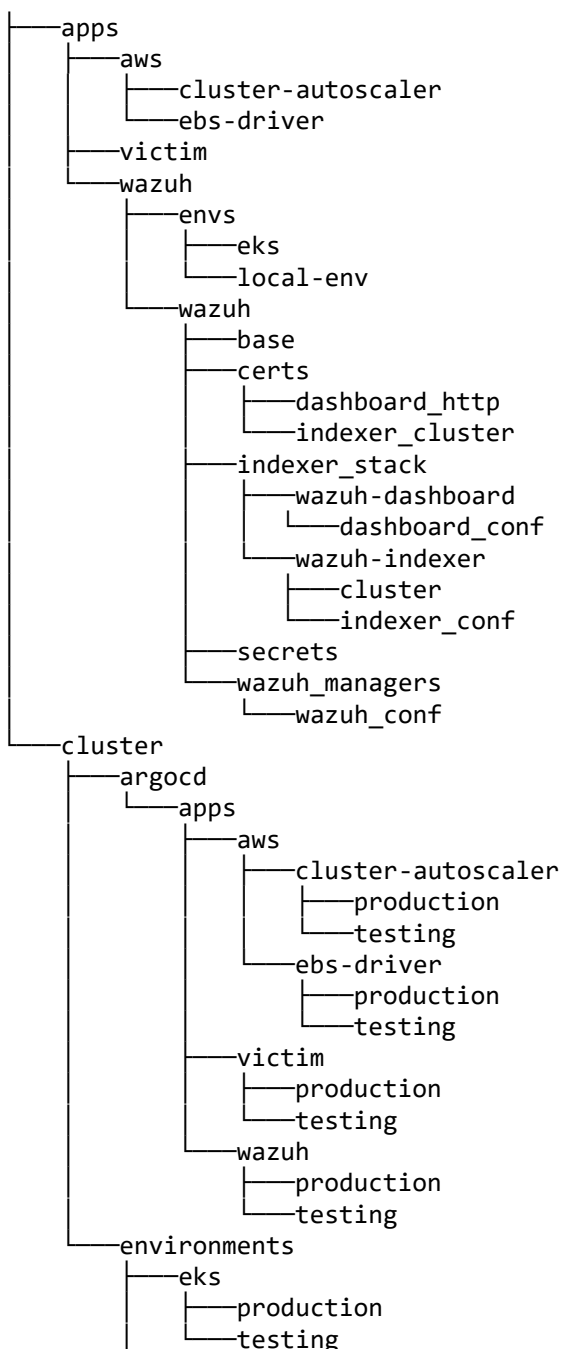 ├───apps
│   ├───aws
│   │   ├───cluster-autoscaler
│   │   └───ebs-driver
│   ├───victim
│   └───wazuh
│       ├───envs
│       │   ├───eks
│       │   └───local-env
│       └───wazuh
│           ├───base
│           ├───certs
│           │   ├───dashboard_http
│           │   └───indexer_cluster
│           ├───indexer_stack
│           │   ├───wazuh-dashboard
│           │   │   └───dashboard_conf
│           │   └───wazuh-indexer
│           │       ├───cluster
│           │       └───indexer_conf
│           ├───secrets
│           └───wazuh_managers
│               └───wazuh_conf
└───cluster
    ├───argocd
    │   └───apps
    │       ├───aws
    │       │   ├───cluster-autoscaler
    │       │   │   ├───production
    │       │   │   └───testing
    │       │   └───ebs-driver
    │       │       ├───production
    │       │       └───testing
    │       ├───victim
    │       │   ├───production
    │       │   └───testing
    │       └───wazuh
    │           ├───production
    │           └───testing
    └───environments
        ├───eks
        │   ├───production
        │   └───testing